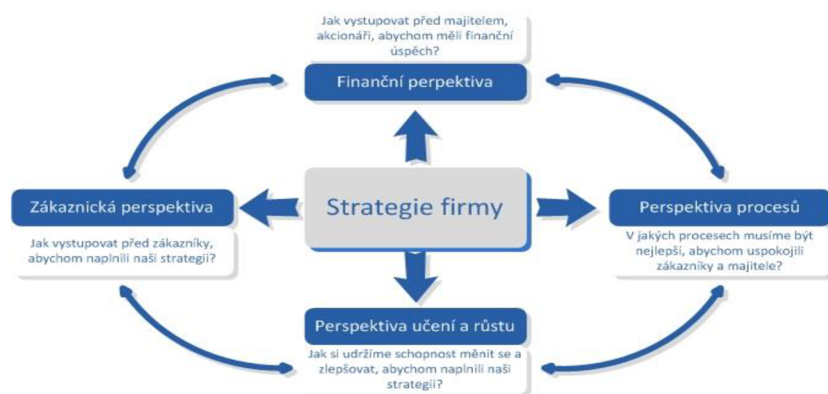 Jak vystupovat před majitelem,
akcionáři, abychom měli finanční
úspěch?
Finanční perpektiva
Zákaznická perspektiva
Jak vystupovat před zákazníky,
abychom naplnili naši strategii?
Strategie firmy
Perspektiva procesů
V jakých procesech musíme být
nejlepší, abychom uspokojili
zákazníky a majitele?
Perspektiva učení a růstu
Jak si udržíme schopnost měnit se a
zlepšovat, abychom naplnili naši
strategii?